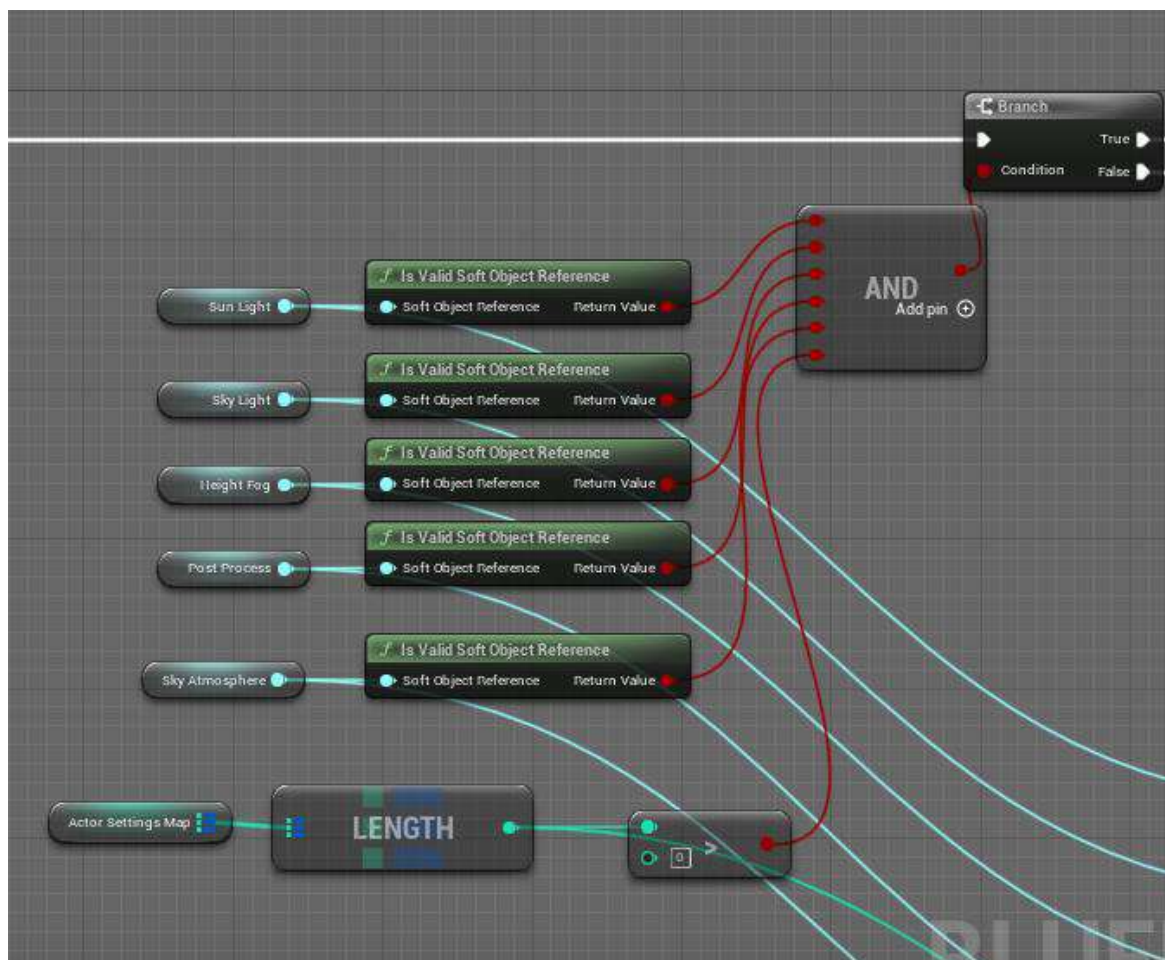 Branch
True
Condition
False
AND
Add pin
Is Valid Soft Object Reference
Sun Light
Soft Object Reference
Return Value
Is Valid Soft Object Reference
Sky Light
Soft Object Reference
Return Value
Is Valid Soft Object Reference
Height Fog
Soft Object Reference
Return Value
Is Valid Soft Object Reference
Post Process
Soft Object Reference
Return Value
Is Valid Soft Object Reference
Sky Atmosphere
Soft Object Reference
Return Value
Actor Settings Map
LENGTH
0
>